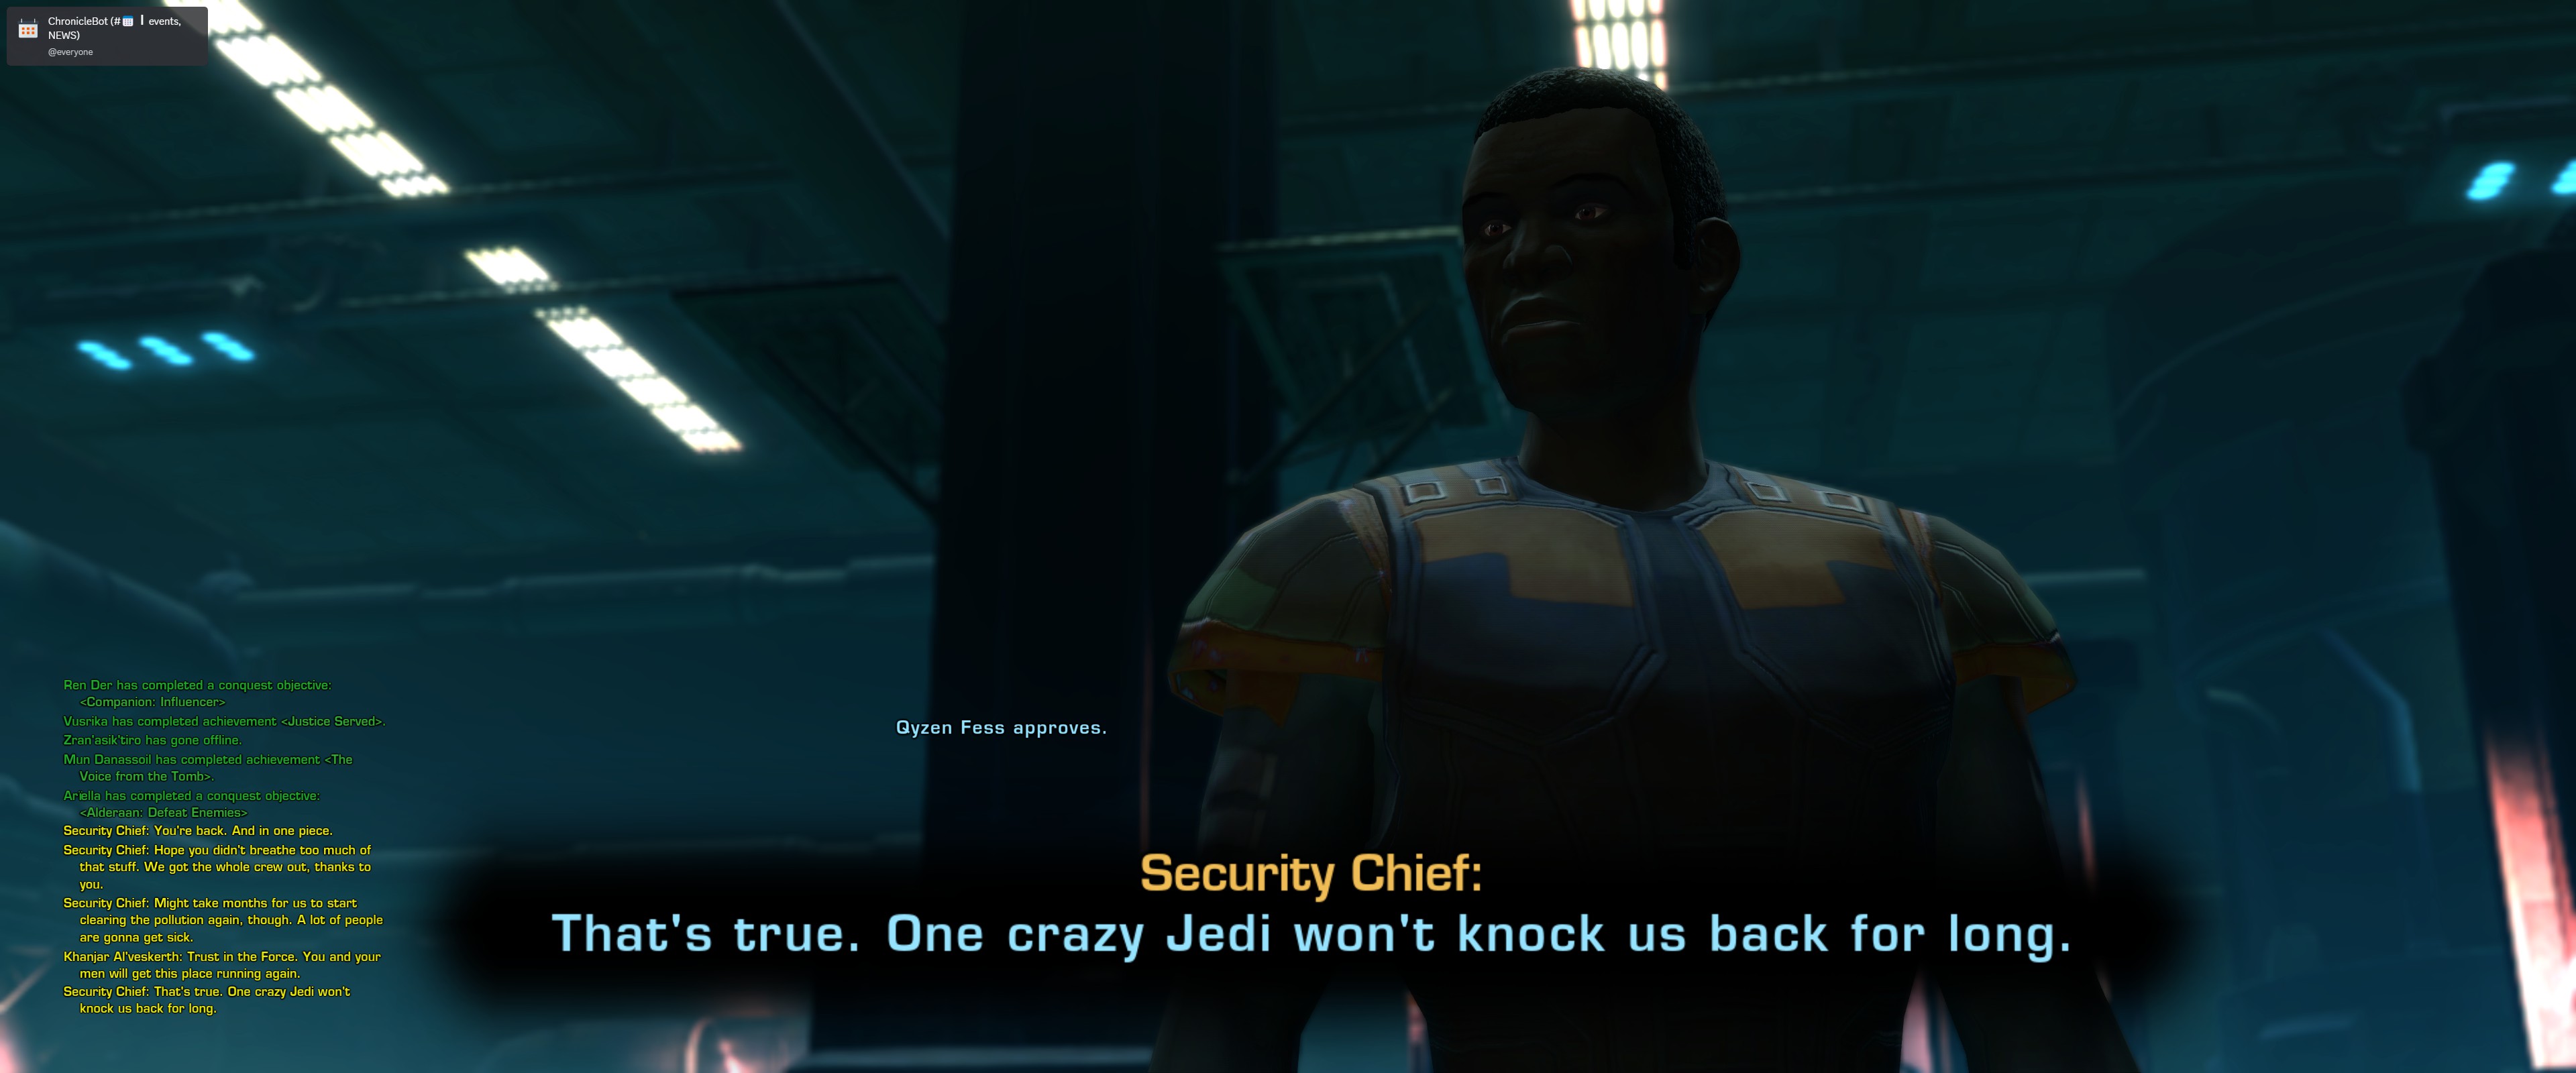 ChronicleBot (#🗓️ | events,
NEWS)
@everyone
Ren Der has completed a conquest objective:
<Companion: Influencer>
Vusrika has completed achievement <Justice Served>.
Zran'asik'tiro has gone offline.
Mun Danassoil has completed achievement <The
Voice from the Tomb>.
Ariella has completed a conquest objective:
<Alderaan: Defeat Enemies>
Security Chief: You're back. And in one piece.
Security Chief: Hope you didn't breathe too much of
that stuff. We got the whole crew out, thanks to
you.
Security Chief: Might take months for us to start
clearing the pollution again, though. A lot of people
are gonna get sick.
Khanjar Al'veskerth: Trust in the Force. You and your
men will get this place running again.
Security Chief: That's true. One crazy Jedi won't
knock us back for long.
Qyzen Fess approves.
Security Chief:
That's true. One crazy Jedi won't knock us back for long.